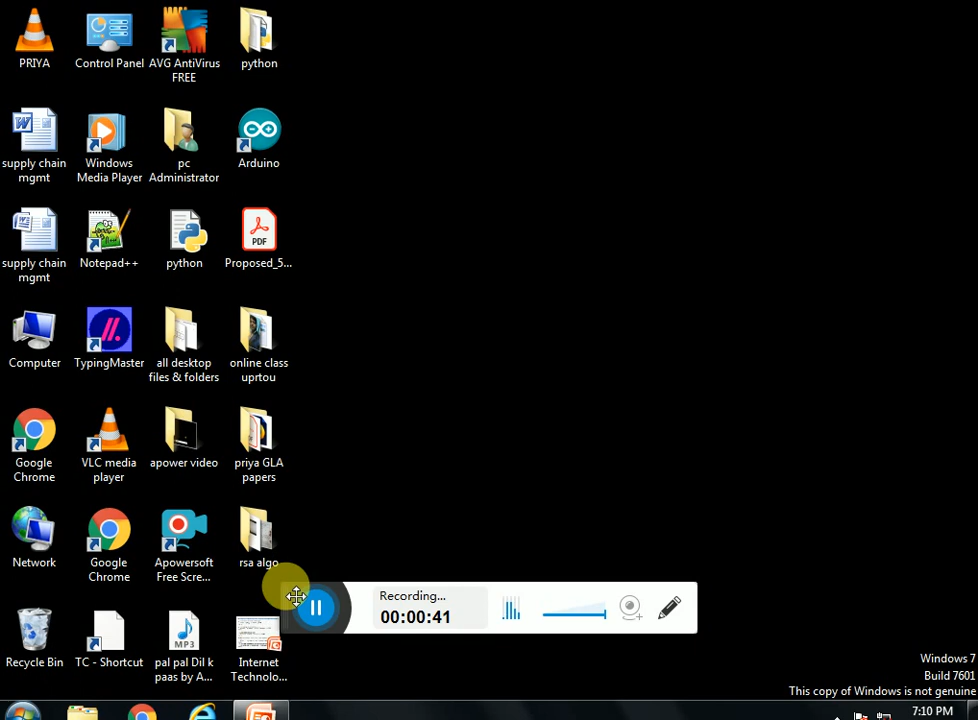 PRIYA
Control Panel
AVG AntiVirus
FREE
python
supply chain
mgmt
Windows
Media Player
pc
Administrator
Arduino
supply chain
mgmt
Notepad++
python
PDF
Proposed_5...
Computer
TypingMaster
all desktop
files & folders
online class
uprtou
Google
Chrome
VLC media
player
apower video
priya GLA
papers
Network
Google
Chrome
Apowersoft
Free Scre...
rsa algo
Recording...
00:00:41
Recycle Bin
TC - Shortcut
MP3
pal pal Dil k
paas by A...
Internet
Technolo...
Windows 7
Build 7601
This copy of Windows is not genuine
7:10 PM